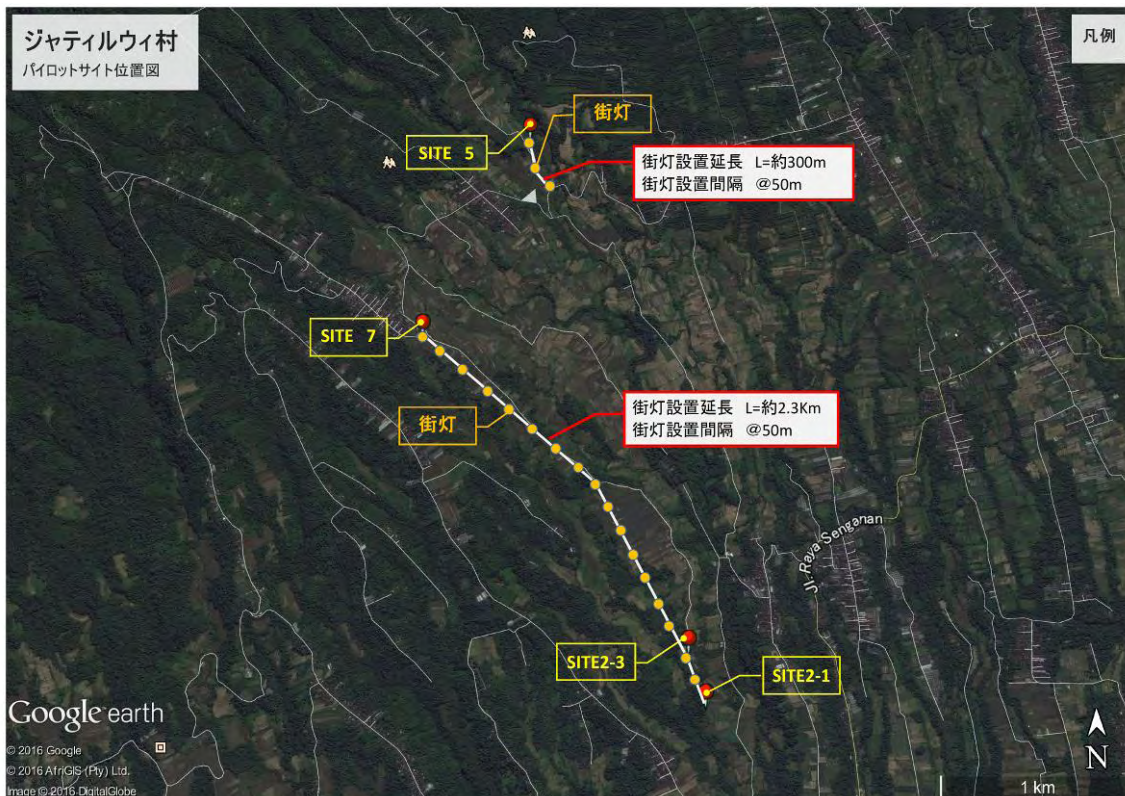 ジャティルウィ村
パイロットサイト位置図
凡例
街灯
SITE 5
街灯設置延長 L=約300m
街灯設置間隔 @50m
SITE 7
街灯設置延長 L=約2.3Km
街灯設置間隔 @50m
街灯
Jl. Raya Senganan
SITE2-3
SITE2-1
Google earth
© 2016 Google
© 2016 AfriGIS (Pty) Ltd.
Image © 2016 DigitalGlobe
N
1 km